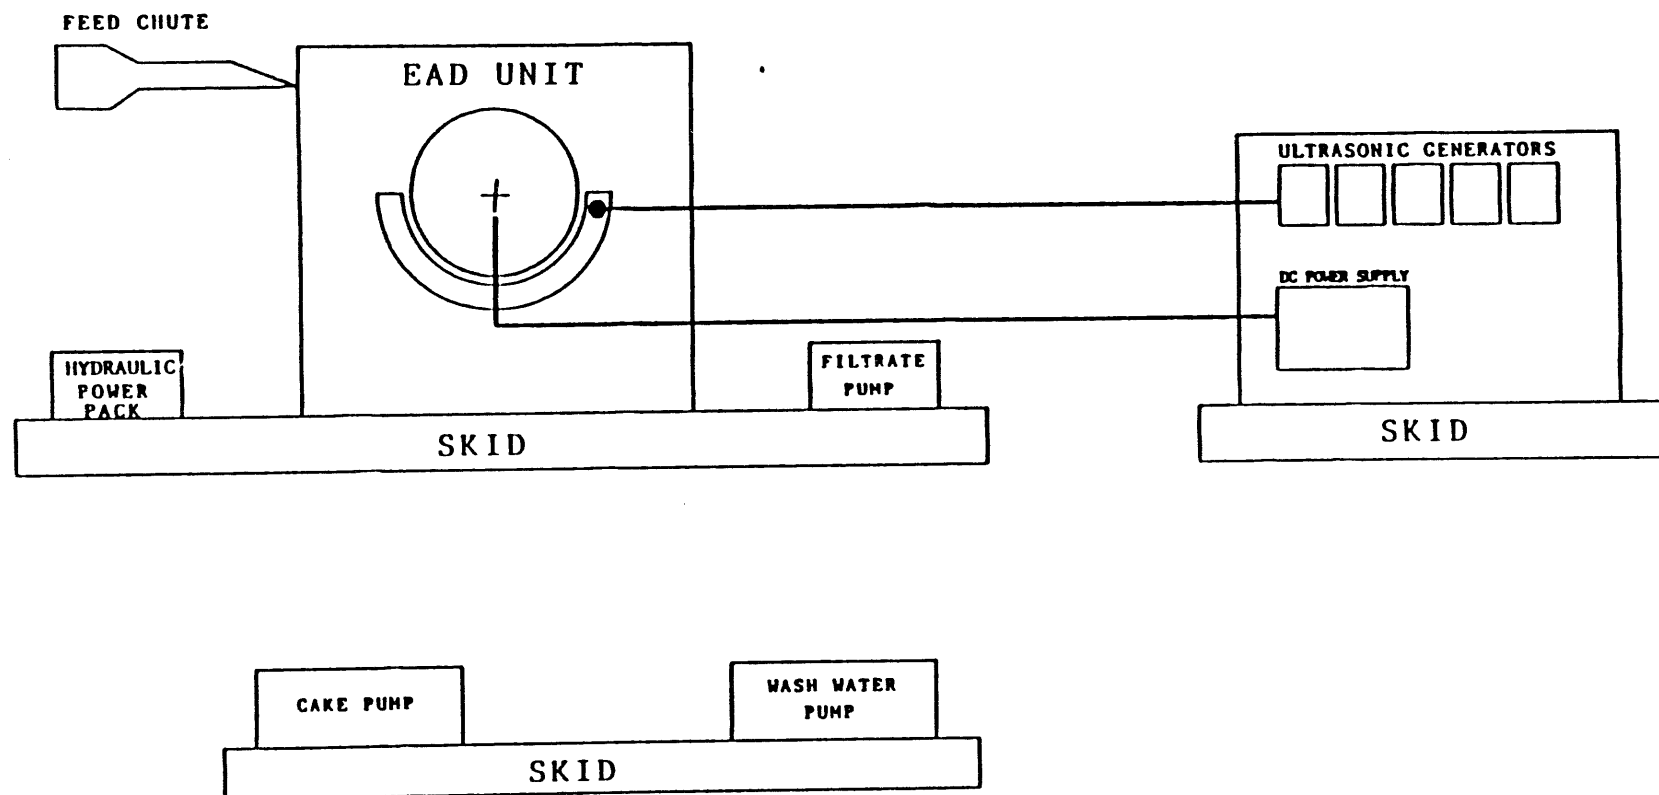 FEED CHUTE
EAD UNIT
ULTRASONIC GENERATORS
DC POWER SUPPLY
HYDRAULIC
POWER
PACK
FILTRATE
PUMP
SKID
SKID
CAKE PUMP
WASH WATER
PUMP
SKID